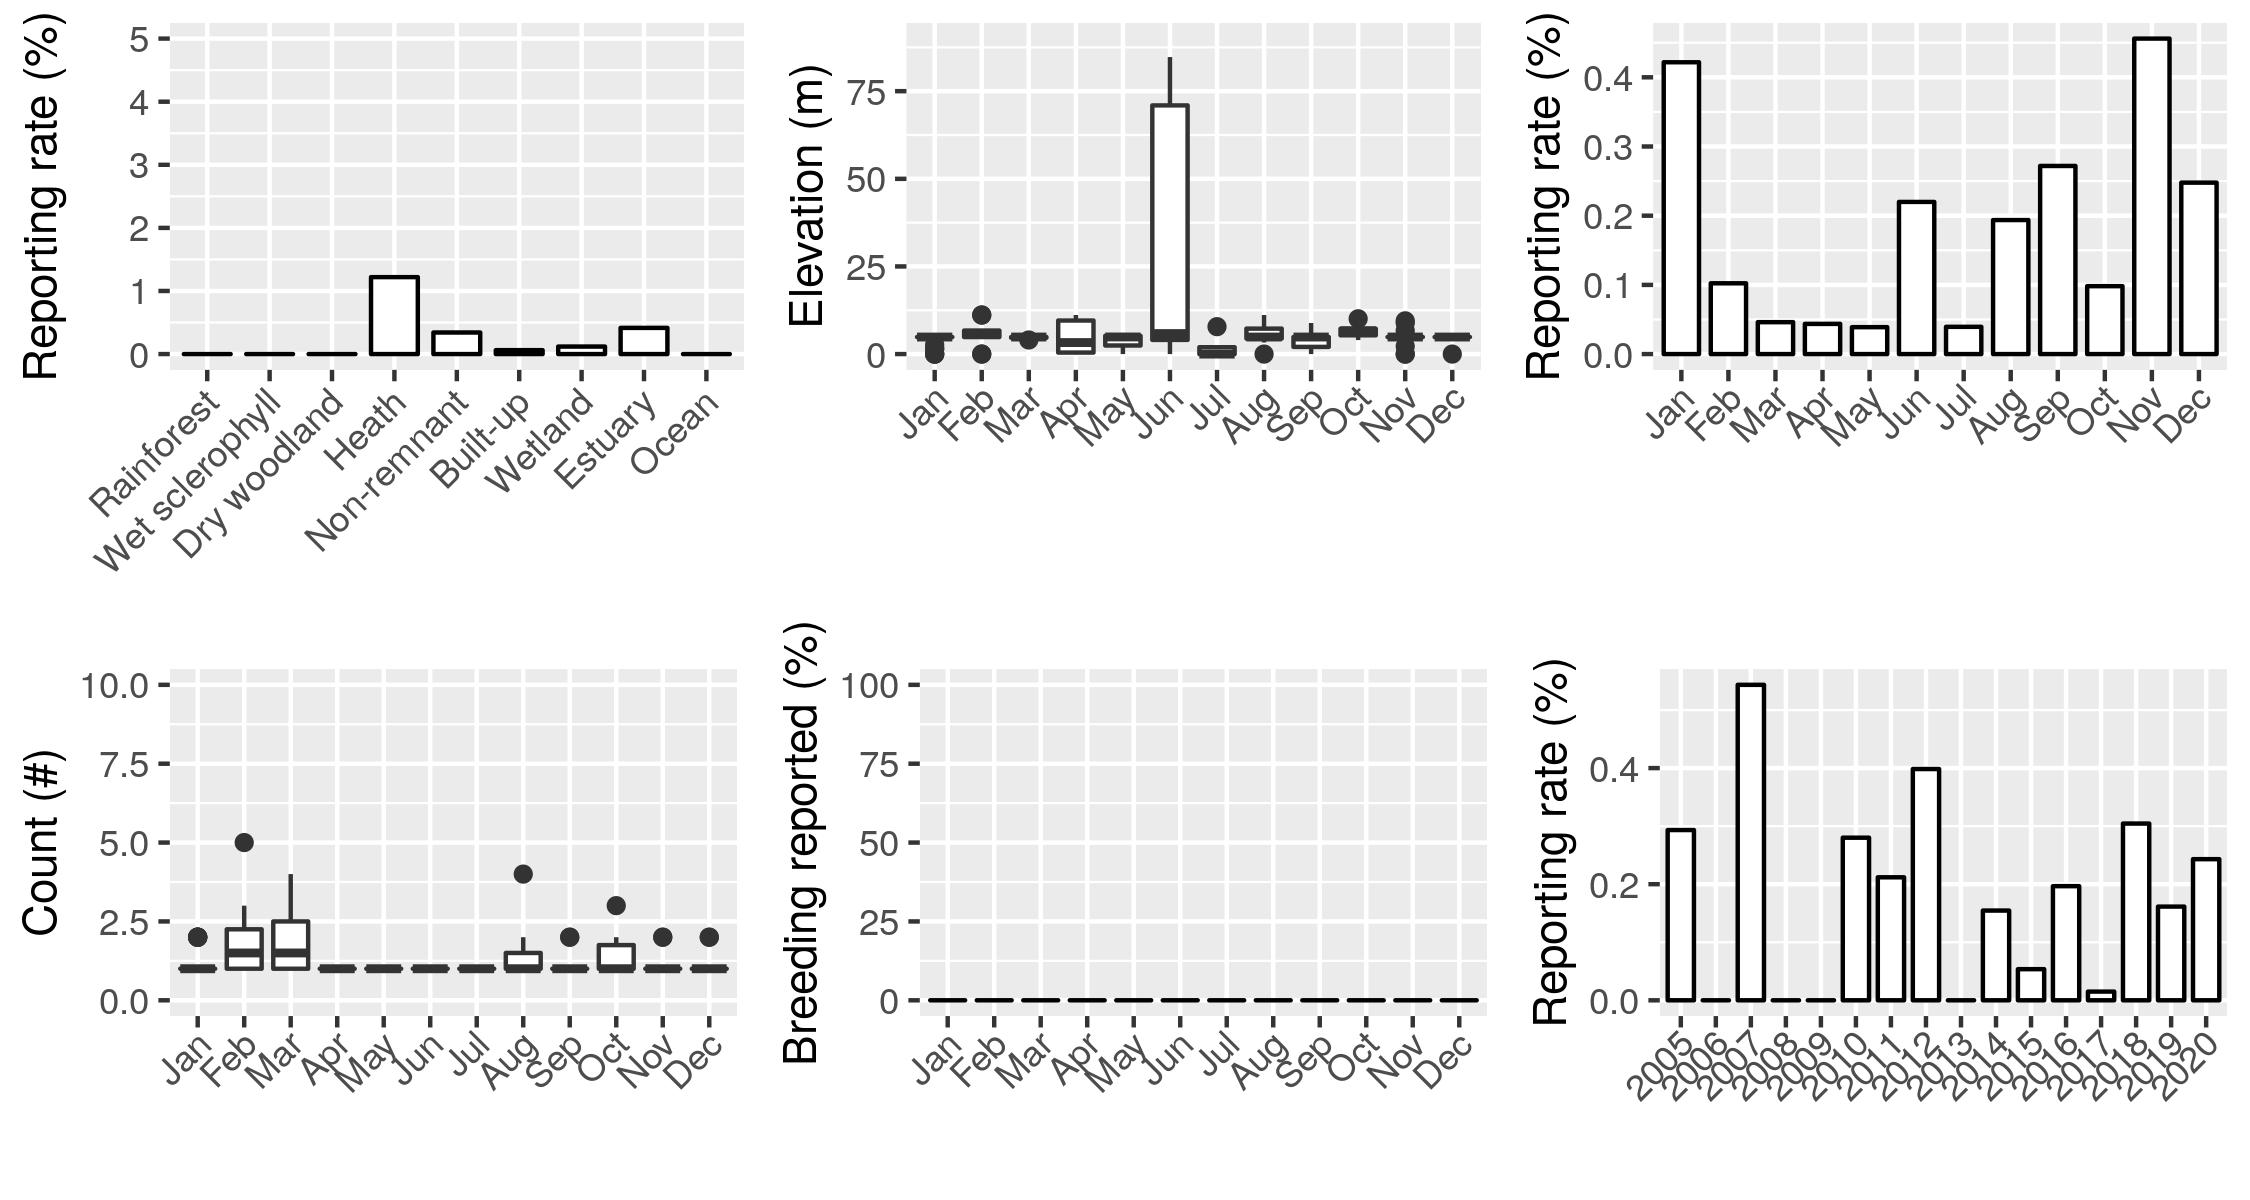 Reporting rate (%)
5
4
3
2
1
0
Rainforest
Wet sclerophyll
Dry woodland
Heath
Non-remnant
Built-up
Wetland
Estuary
Ocean
Elevation (m)
75
50
25
0
Jan
Feb
Mar
Apr
May
Jun
Jul
Aug
Sep
Oct
Nov
Dec
Reporting rate (%)
0.4
0.3
0.2
0.1
0.0
Jan
Feb
Mar
Apr
May
Jun
Jul
Aug
Sep
Oct
Nov
Dec
Count (#)
10.0
7.5
5.0
2.5
0.0
Jan
Feb
Mar
Apr
May
Jun
Jul
Aug
Sep
Oct
Nov
Dec
Breeding reported (%)
100
75
50
25
0
Jan
Feb
Mar
Apr
May
Jun
Jul
Aug
Sep
Oct
Nov
Dec
Reporting rate (%)
0.4
0.2
0.0
2005
2006
2007
2008
2009
2010
2011
2012
2013
2014
2015
2016
2017
2018
2019
2020